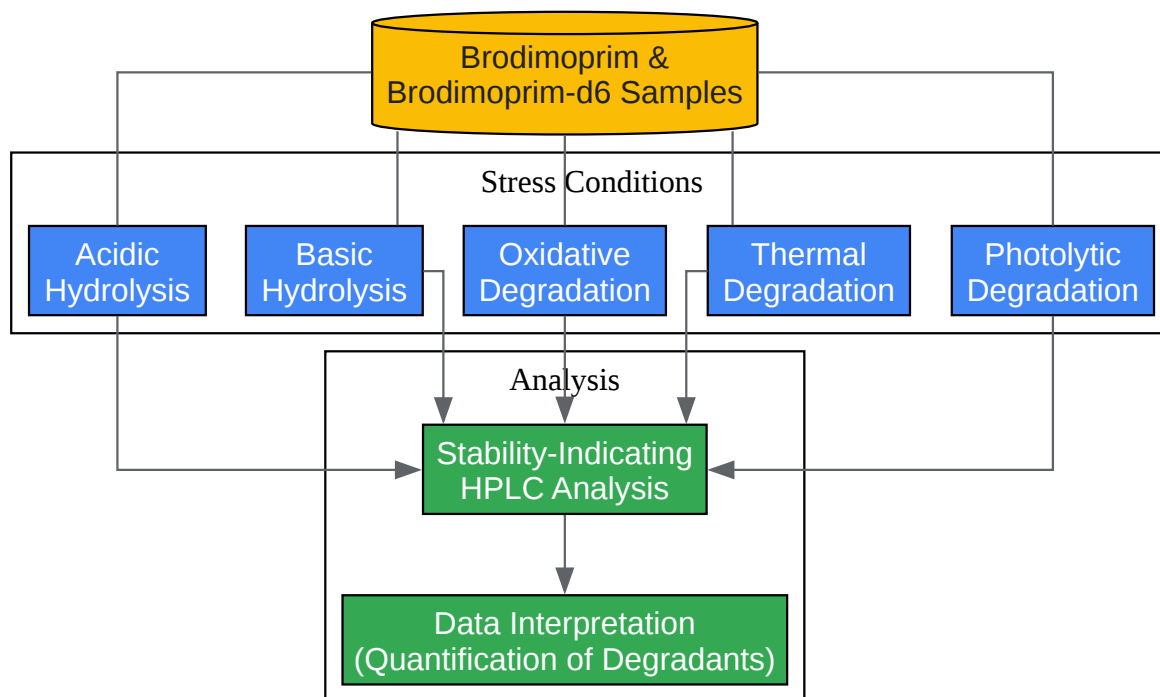 Brodimoprim &
Brodimoprim-d6 Samples
Stress Conditions
Acidic
Hydrolysis
Basic
Hydrolysis
Oxidative
Degradation
Thermal
Degradation
Photolytic
Degradation
Analysis
Stability-Indicating
HPLC Analysis
Data Interpretation
(Quantification of Degradants)